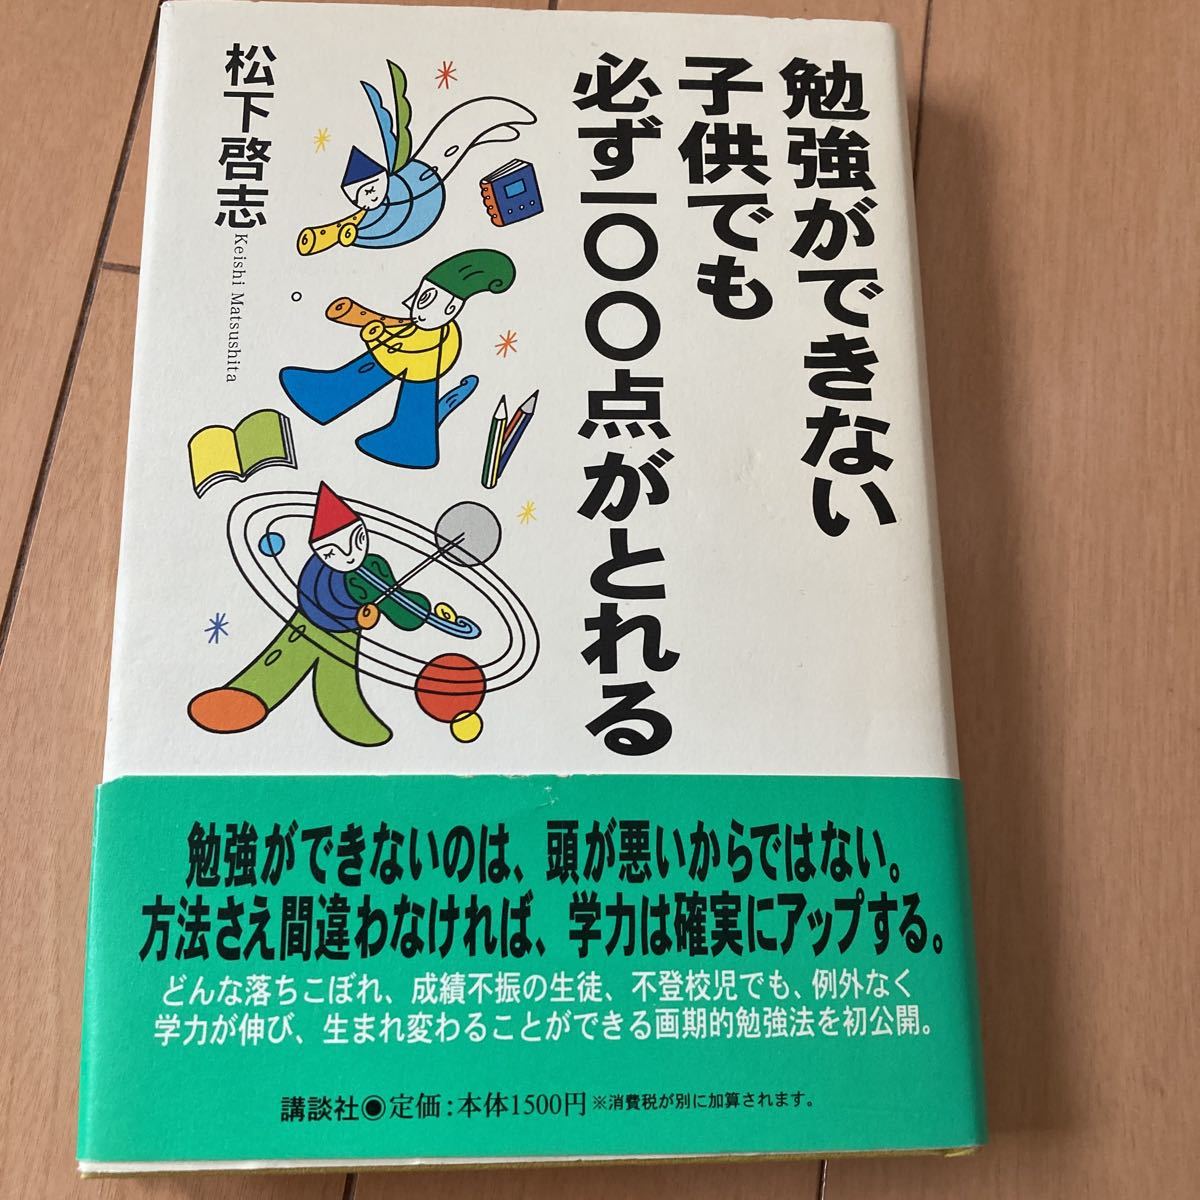 勉強ができない
子供でも
必ず一〇〇点がとれる
松下啓志
Keishi Matsushita
勉強ができないのは、頭が悪いからではない。
方法さえ間違わなければ、学力は確実にアップする。
どんな落ちこぼれ、成績不振の生徒、不登校児でも、例外なく
学力が伸び、生まれ変わることができる画期的勉強法を初公開。
講談社◉定価:本体1500円 ※消費税が別に加算されます。